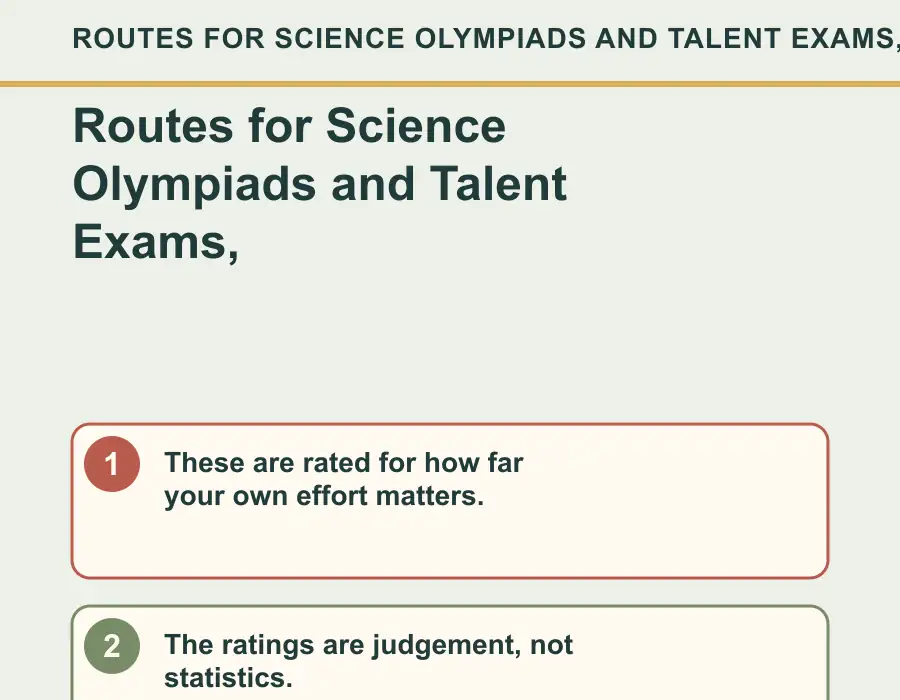 ROUTES FOR SCIENCE OLYMPIADS AND TALENT EXAMS,
Routes for Science
Olympiads and Talent
Exams,
1
These are rated for how far
your own effort matters.
2
The ratings are judgement, not
statistics.